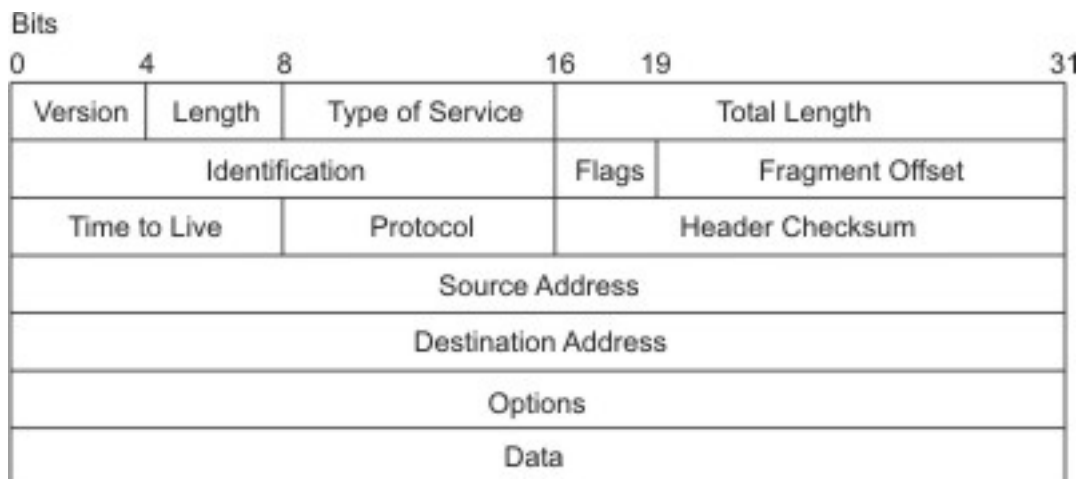 Bits
0 4 8 16 19 31
Version Length Type of Service Total Length
Identification Flags Fragment Offset
Time to Live Protocol Header Checksum
Source Address
Destination Address
Options
Data